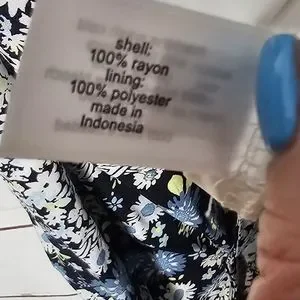 shell:
100% rayon
lining:
100% polyester
made in
Indonesia